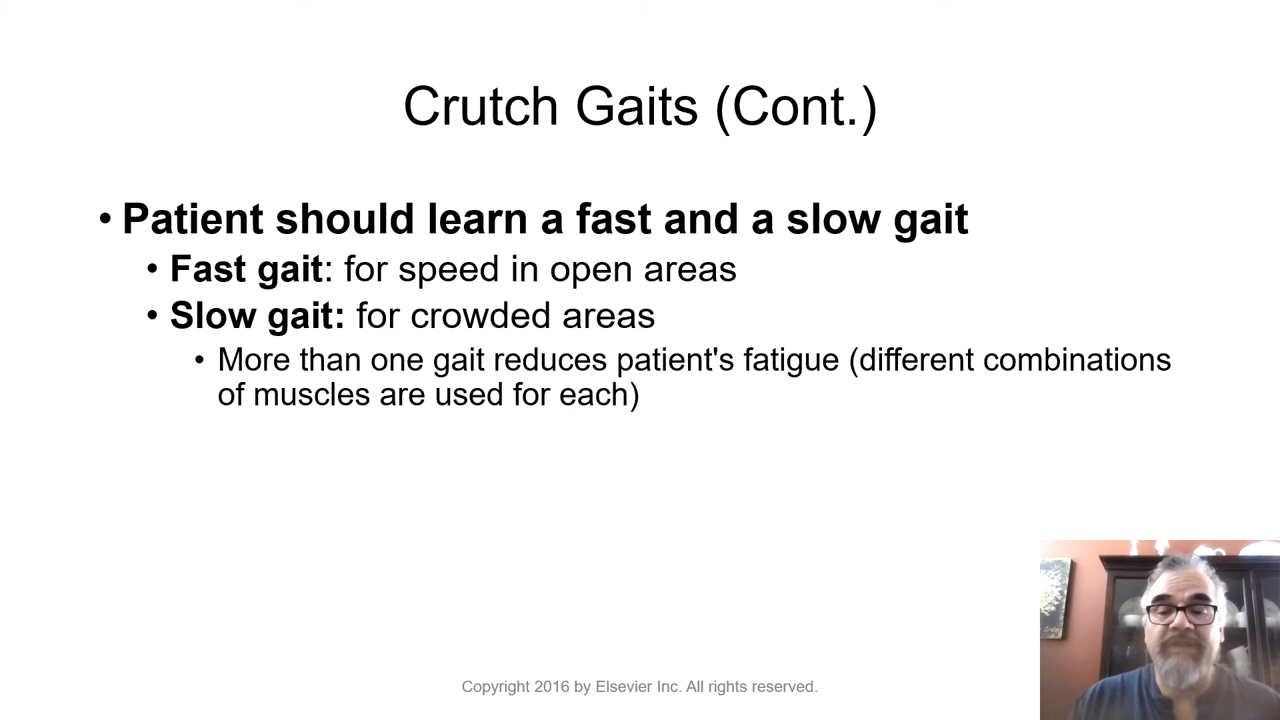 Crutch Gaits (Cont.)
• Patient should learn a fast and a slow gait
• Fast gait: for speed in open areas
• Slow gait: for crowded areas
• More than one gait reduces patient's fatigue (different combinations
of muscles are used for each)
Copyright 2016 by Elsevier Inc. All rights reserved.